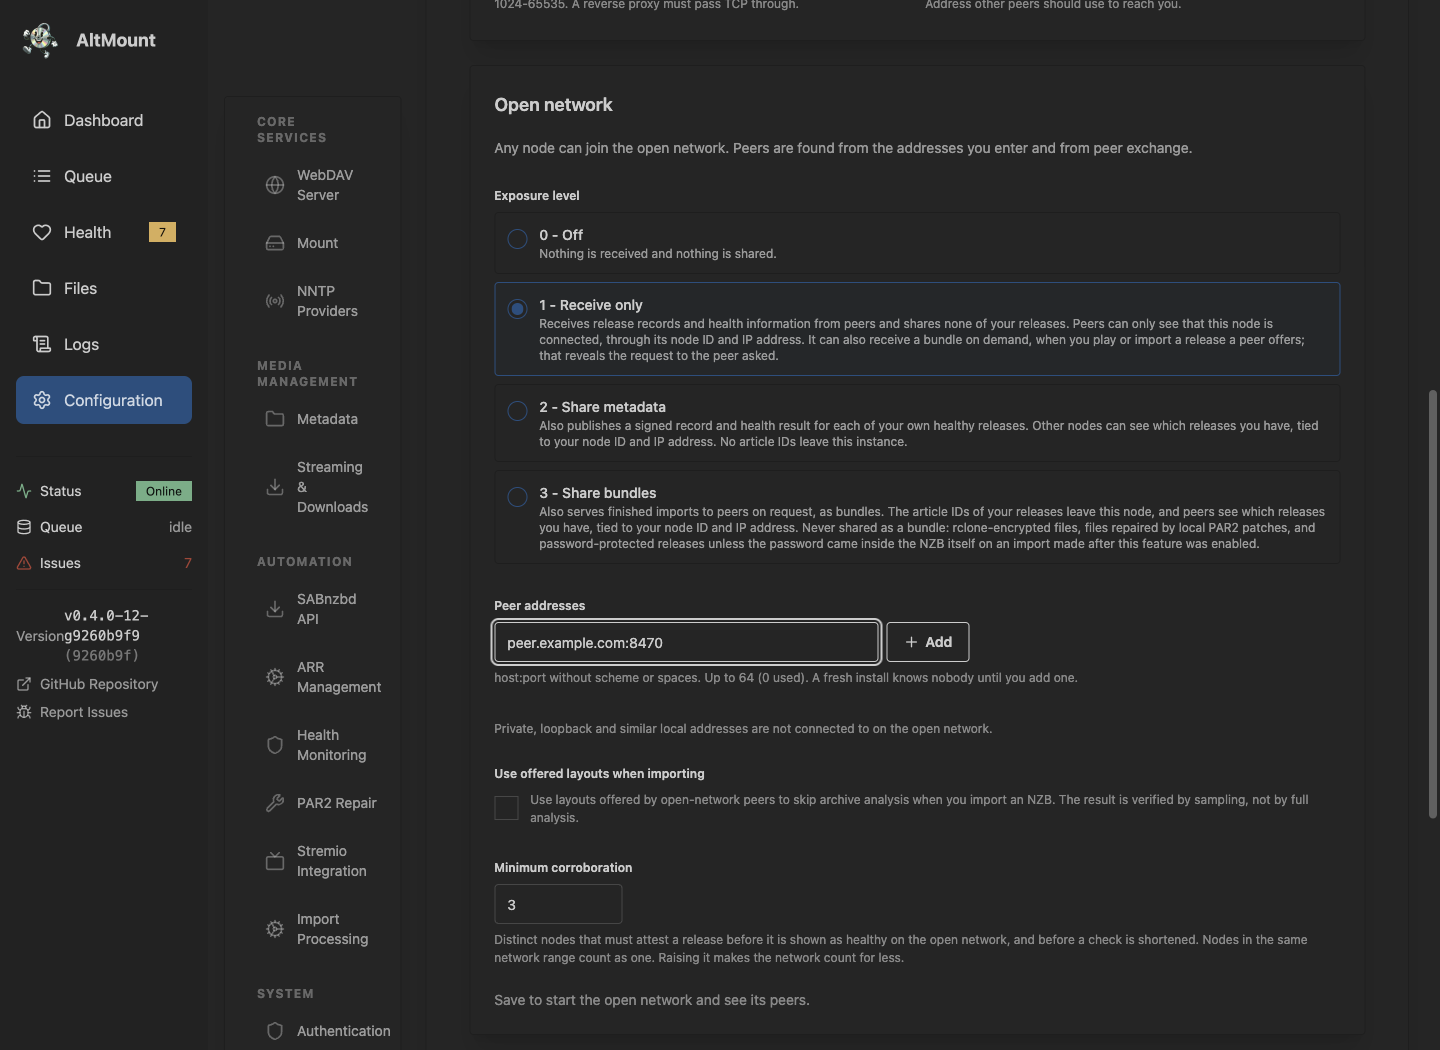 AltMount
Dashboard
Queue
Health
7
Files
Logs
Configuration
Status
Online
Queue
idle
Issues
7
Version
v0.4.0-12-
g9260b9f9
(9260b9f)
GitHub Repository
Report Issues
CORE
SERVICES
WebDAV
Server
Mount
NNTP
Providers
MEDIA
MANAGEMENT
Metadata
Streaming
&
Downloads
AUTOMATION
SABnzbd
API
ARR
Management
Health
Monitoring
PAR2 Repair
Stremio
Integration
Import
Processing
SYSTEM
Authentication
1024-65535. A reverse proxy must pass TCP through.
Address other peers should use to reach you.
Open network
Any node can join the open network. Peers are found from the addresses you enter and from peer exchange.
Exposure level
0 - Off
Nothing is received and nothing is shared.
1 - Receive only
Receives release records and health information from peers and shares none of your releases. Peers can only see that this node is
connected, through its node ID and IP address. It can also receive a bundle on demand, when you play or import a release a peer offers;
that reveals the request to the peer asked.
2 - Share metadata
Also publishes a signed record and health result for each of your own healthy releases. Other nodes can see which releases you have, tied
to your node ID and IP address. No article IDs leave this instance.
3 - Share bundles
Also serves finished imports to peers on request, as bundles. The article IDs of your releases leave this node, and peers see which releases
you have, tied to your node ID and IP address. Never shared as a bundle: rclone-encrypted files, files repaired by local PAR2 patches, and
password-protected releases unless the password came inside the NZB itself on an import made after this feature was enabled.
Peer addresses
peer.example.com:8470
Add
host:port without scheme or spaces. Up to 64 (0 used). A fresh install knows nobody until you add one.
Private, loopback and similar local addresses are not connected to on the open network.
Use offered layouts when importing
Use layouts offered by open-network peers to skip archive analysis when you import an NZB. The result is verified by sampling, not by full
analysis.
Minimum corroboration
3
Distinct nodes that must attest a release before it is shown as healthy on the open network, and before a check is shortened. Nodes in the same
network range count as one. Raising it makes the network count for less.
Save to start the open network and see its peers.